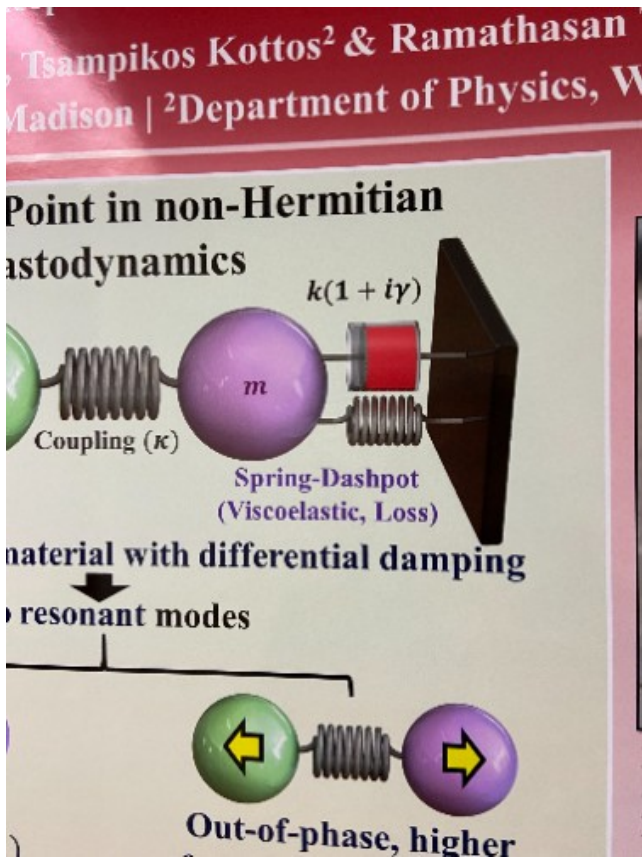 , Tsampikos Kottos² & Ramathasan
Madison | ²Department of Physics, W
Point in non-Hermitian
astodynamics
k(1 + iγ)
m
Coupling (κ)
Spring-Dashpot
(Viscoelastic, Loss)
material with differential damping
resonant modes
Out-of-phase, higher